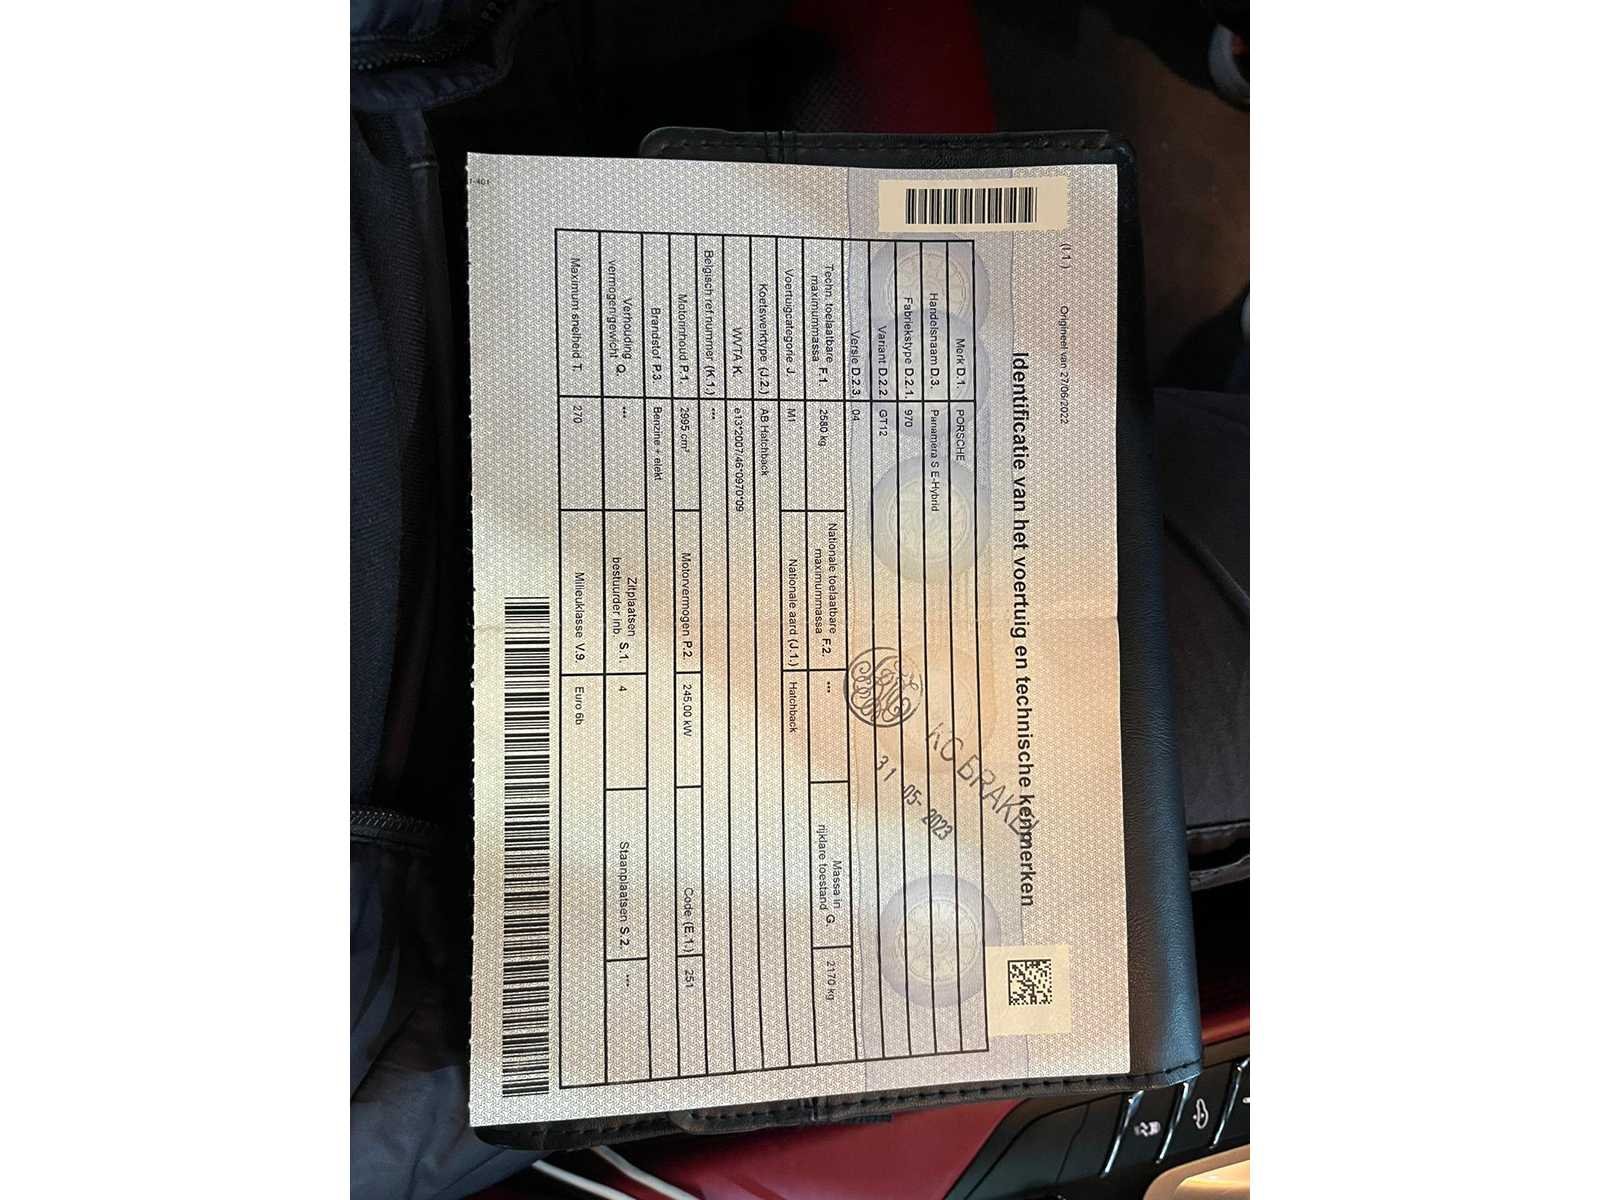 (I.1.) Origineel van 27/06/2022
Identificatie van het voertuig en technische kenmerken
Merk D.1. PORSCHE
Handelsnaam D.3. Panamera S E-Hybrid
Fabriekstype D.2.1. 970
Variant D.2.2 GT12
Versie D.2.3. 04
Techn. toelaatbare maximummassa F.1. 2580 kg Nationale toelaatbare maximummassa F.2. --- Massa in rijklare toestand G. 2170 kg
Voertuigcategorie J. M1 Nationale aard (J.1.) Hatchback
Koetswerktype (J.2.) AB Hatchback
WVTA K. e13*2007/46*0970*09
Belgisch ref.nummer (K.1.) ---
Motorinhoud P.1. 2995 cm³ Motorvermogen P.2. 245,00 kW Code (E.1.) 251
Brandstof P.3. Benzine + elekt
Verhouding vermogen/gewicht Q. --- Zitplaatsen bestuurder inb. S.1. 4 Staanplaatsen S.2. ---
Maximum snelheid T. 270 Milieuklasse V.9. Euro 6b
KC BRAKEL
31 -05- 2023